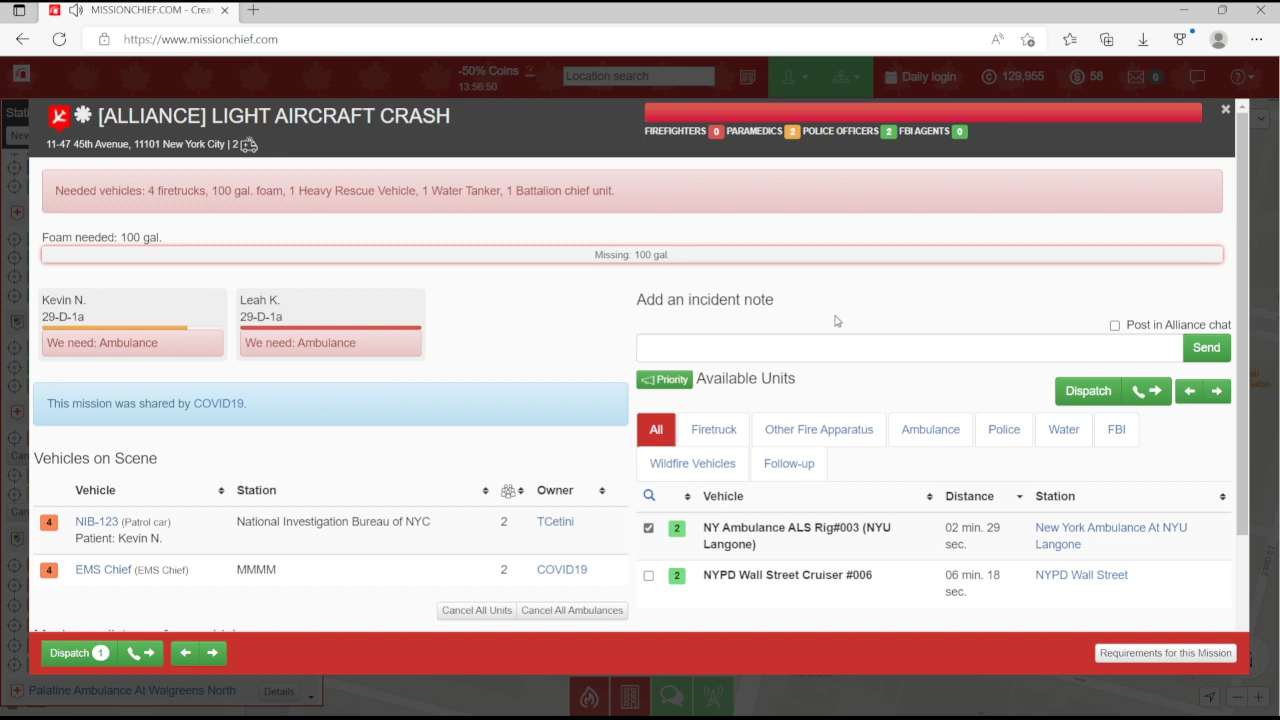 MISSIONCHIEF.COM - Crea
https://www.missionchief.com
-50% Coins
13:56:50
Location search
Daily login
129,955
58
0
[ALLIANCE] LIGHT AIRCRAFT CRASH
11-47 45th Avenue, 11101 New York City | 2
FIREFIGHTERS 0 PARAMEDICS 2 POLICE OFFICERS 2 FBI AGENTS 0
Needed vehicles: 4 firetrucks, 100 gal. foam, 1 Heavy Rescue Vehicle, 1 Water Tanker, 1 Battalion chief unit.
Foam needed: 100 gal.
Missing: 100 gal.
Kevin N.
29-D-1a
We need: Ambulance
Leah K.
29-D-1a
We need: Ambulance
Add an incident note
Post in Alliance chat
Send
This mission was shared by COVID19.
Priority Available Units
Dispatch
All Firetruck Other Fire Apparatus Ambulance Police Water FBI
Wildfire Vehicles Follow-up
Vehicles on Scene
Vehicle Station Owner
4 NIB-123 (Patrol car) National Investigation Bureau of NYC 2 TCetini
Patient: Kevin N.
4 EMS Chief (EMS Chief) MMMM 2 COVID19
Cancel All Units Cancel All Ambulances
Vehicle Distance Station
2 NY Ambulance ALS Rig#003 (NYU Langone) 02 min. 29 sec. New York Ambulance At NYU Langone
2 NYPD Wall Street Cruiser #006 06 min. 18 sec. NYPD Wall Street
Dispatch 1
Requirements for this Mission
Palatine Ambulance At Walgreens North Details